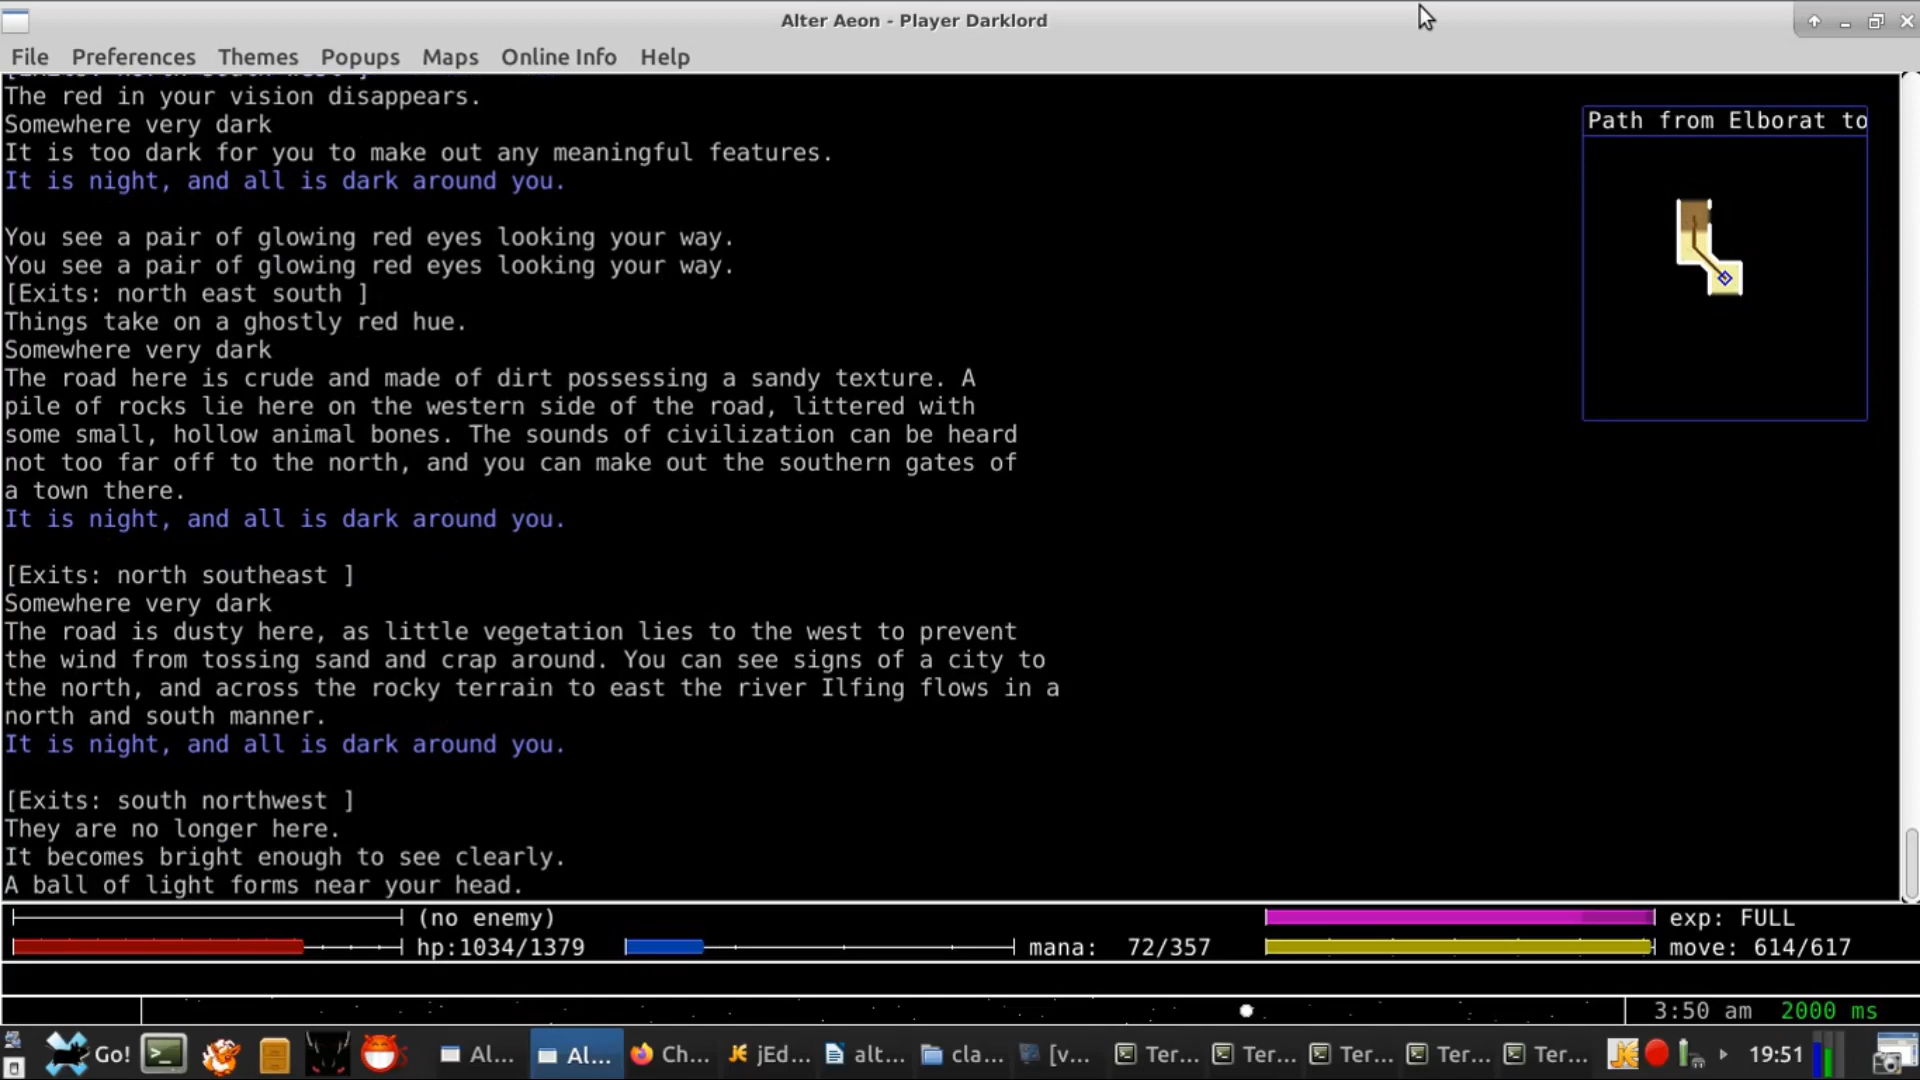 Alter Aeon - Player Darklord
File Preferences Themes Popups Maps Online Info Help
The red in your vision disappears.
Somewhere very dark
It is too dark for you to make out any meaningful features.
It is night, and all is dark around you.
You see a pair of glowing red eyes looking your way.
You see a pair of glowing red eyes looking your way.
[Exits: north east south ]
Things take on a ghostly red hue.
Somewhere very dark
The road here is crude and made of dirt possessing a sandy texture. A
pile of rocks lie here on the western side of the road, littered with
some small, hollow animal bones. The sounds of civilization can be heard
not too far off to the north, and you can make out the southern gates of
a town there.
It is night, and all is dark around you.
[Exits: north southeast ]
Somewhere very dark
The road is dusty here, as little vegetation lies to the west to prevent
the wind from tossing sand and crap around. You can see signs of a city to
the north, and across the rocky terrain to east the river Ilfing flows in a
north and south manner.
It is night, and all is dark around you.
[Exits: south northwest ]
They are no longer here.
It becomes bright enough to see clearly.
A ball of light forms near your head.
Path from Elborat to
(no enemy) exp: FULL
hp:1034/1379 mana: 72/357 move: 614/617
3:50 am 2000 ms
Go! Al... Al... Ch... jEd... alt... cla... [v... Ter... Ter... Ter... Ter... Ter... 19:51